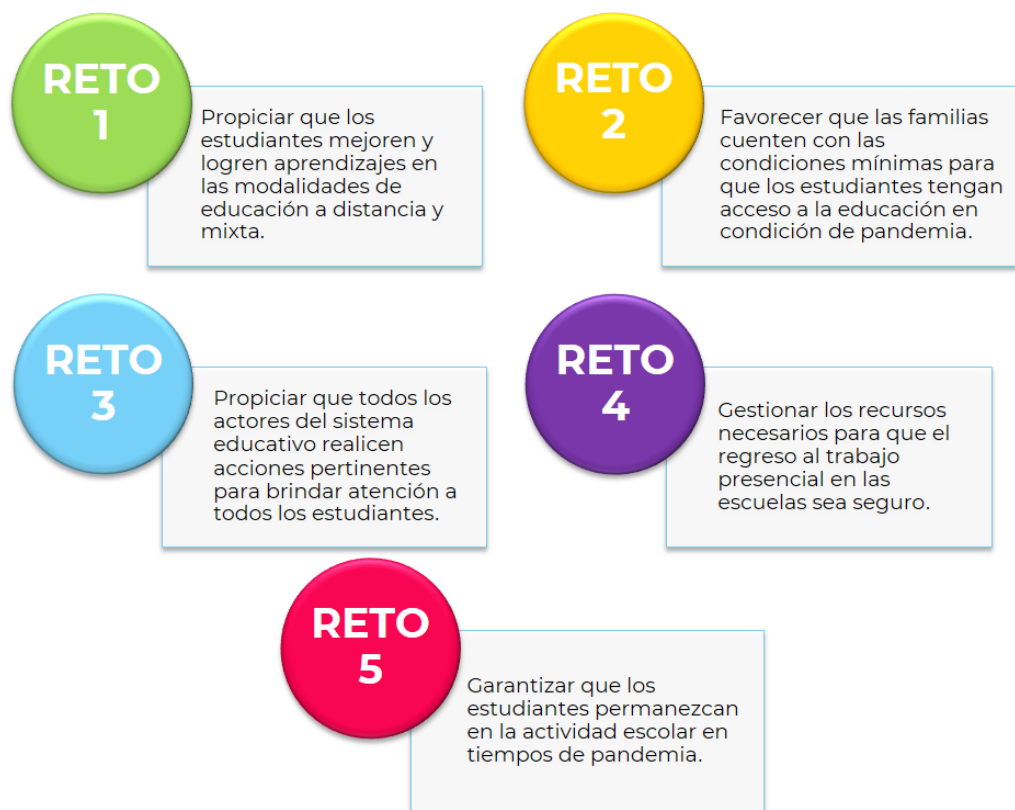 RETO
1
Propiciar que los
estudiantes mejoren y
logren aprendizajes en
las modalidades de
educación a distancia y
mixta.
RETO
2
Favorecer que las familias
cuenten con las
condiciones mínimas para
que los estudiantes tengan
acceso a la educación en
condición de pandemia.
RETO
3
Propiciar que todos los
actores del sistema
educativo realicen
acciones pertinentes
para brindar atención a
todos los estudiantes.
RETO
4
Gestionar los recursos
necesarios para que el
regreso al trabajo
presencial en las
escuelas sea seguro.
RETO
5
Garantizar que los
estudiantes permanezcan
en la actividad escolar en
tiempos de pandemia.